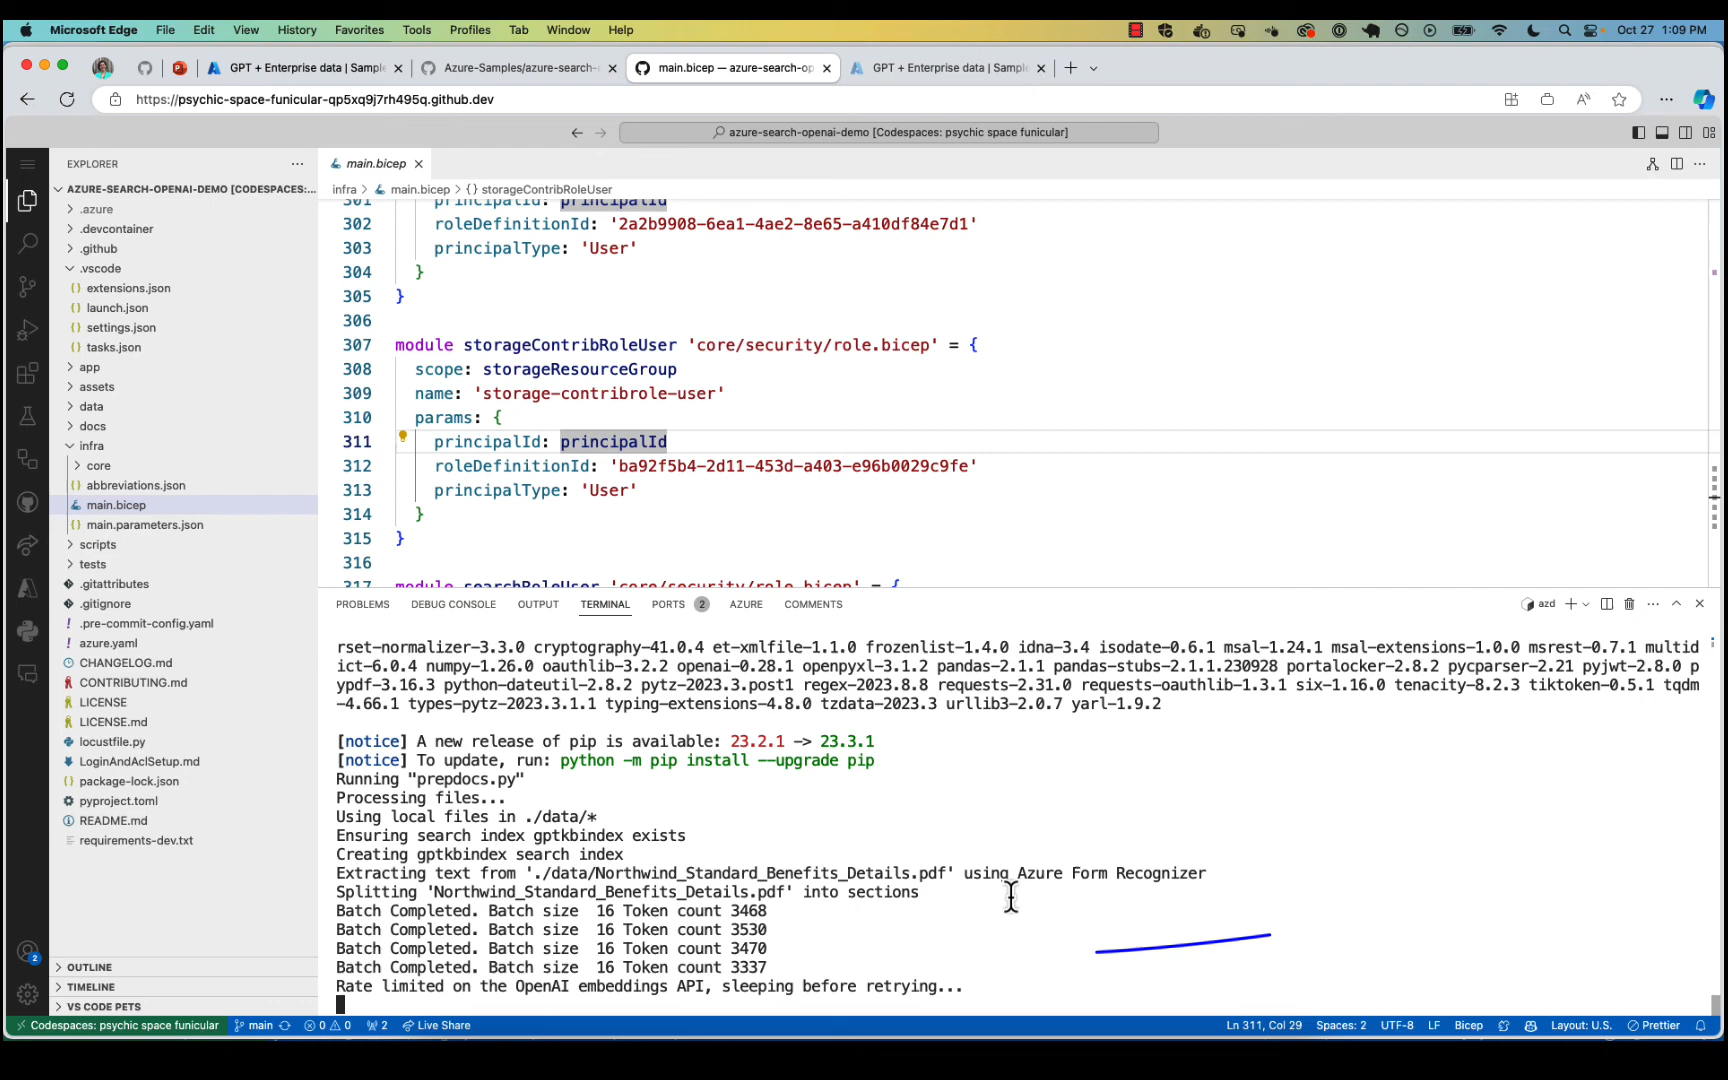 Microsoft Edge File Edit View History Favorites Tools Profiles Tab Window Help Oct 27 1:09 PM
GPT + Enterprise data | Sample
Azure-Samples/azure-search-
main.bicep — azure-search-op
GPT + Enterprise data | Sample
https://psychic-space-funicular-qp5xq9j7rh495q.github.dev
azure-search-openai-demo [Codespaces: psychic space funicular]
EXPLORER
AZURE-SEARCH-OPENAI-DEMO [CODESPACES:...
.azure
.devcontainer
.github
.vscode
extensions.json
launch.json
settings.json
tasks.json
app
assets
data
docs
infra
core
abbreviations.json
main.bicep
main.parameters.json
scripts
tests
.gitattributes
.gitignore
.pre-commit-config.yaml
azure.yaml
CHANGELOG.md
CONTRIBUTING.md
LICENSE
LICENSE.md
locustfile.py
LoginAndAclSetup.md
package-lock.json
pyproject.toml
README.md
requirements-dev.txt
OUTLINE
TIMELINE
VS CODE PETS
main.bicep
infra > main.bicep > {} storageContribRoleUser
301 principalId: principalId
302 roleDefinitionId: '2a2b9908-6ea1-4ae2-8e65-a410df84e7d1'
303 principalType: 'User'
304 }
305 }
306
307 module storageContribRoleUser 'core/security/role.bicep' = {
308 scope: storageResourceGroup
309 name: 'storage-contribrole-user'
310 params: {
311 principalId: principalId
312 roleDefinitionId: 'ba92f5b4-2d11-453d-a403-e96b0029c9fe'
313 principalType: 'User'
314 }
315 }
316
317 module searchRoleUser 'core/security/role.bicep' = {
PROBLEMS DEBUG CONSOLE OUTPUT TERMINAL PORTS 2 AZURE COMMENTS azd
rset-normalizer-3.3.0 cryptography-41.0.4 et-xmlfile-1.1.0 frozenlist-1.4.0 idna-3.4 isodate-0.6.1 msal-1.24.1 msal-extensions-1.0.0 msrest-0.7.1 multid
ict-6.0.4 numpy-1.26.0 oauthlib-3.2.2 openai-0.28.1 openpyxl-3.1.2 pandas-2.1.1 pandas-stubs-2.1.1.230928 portalocker-2.8.2 pycparser-2.21 pyjwt-2.8.0 p
ypdf-3.16.3 python-dateutil-2.8.2 pytz-2023.3.post1 regex-2023.8.8 requests-2.31.0 requests-oauthlib-1.3.1 six-1.16.0 tenacity-8.2.3 tiktoken-0.5.1 tqdm
-4.66.1 types-pytz-2023.3.1.1 typing-extensions-4.8.0 tzdata-2023.3 urllib3-2.0.7 yarl-1.9.2
[notice] A new release of pip is available: 23.2.1 -> 23.3.1
[notice] To update, run: python -m pip install --upgrade pip
Running "prepdocs.py"
Processing files...
Using local files in ./data/*
Ensuring search index gptkbindex exists
Creating gptkbindex search index
Extracting text from './data/Northwind_Standard_Benefits_Details.pdf' using Azure Form Recognizer
Splitting 'Northwind_Standard_Benefits_Details.pdf' into sections
Batch Completed. Batch size 16 Token count 3468
Batch Completed. Batch size 16 Token count 3530
Batch Completed. Batch size 16 Token count 3470
Batch Completed. Batch size 16 Token count 3337
Rate limited on the OpenAI embeddings API, sleeping before retrying...
2
Codespaces: psychic space funicular main 0 0 2 Live Share Ln 311, Col 29 Spaces: 2 UTF-8 LF Bicep Layout: U.S. Prettier